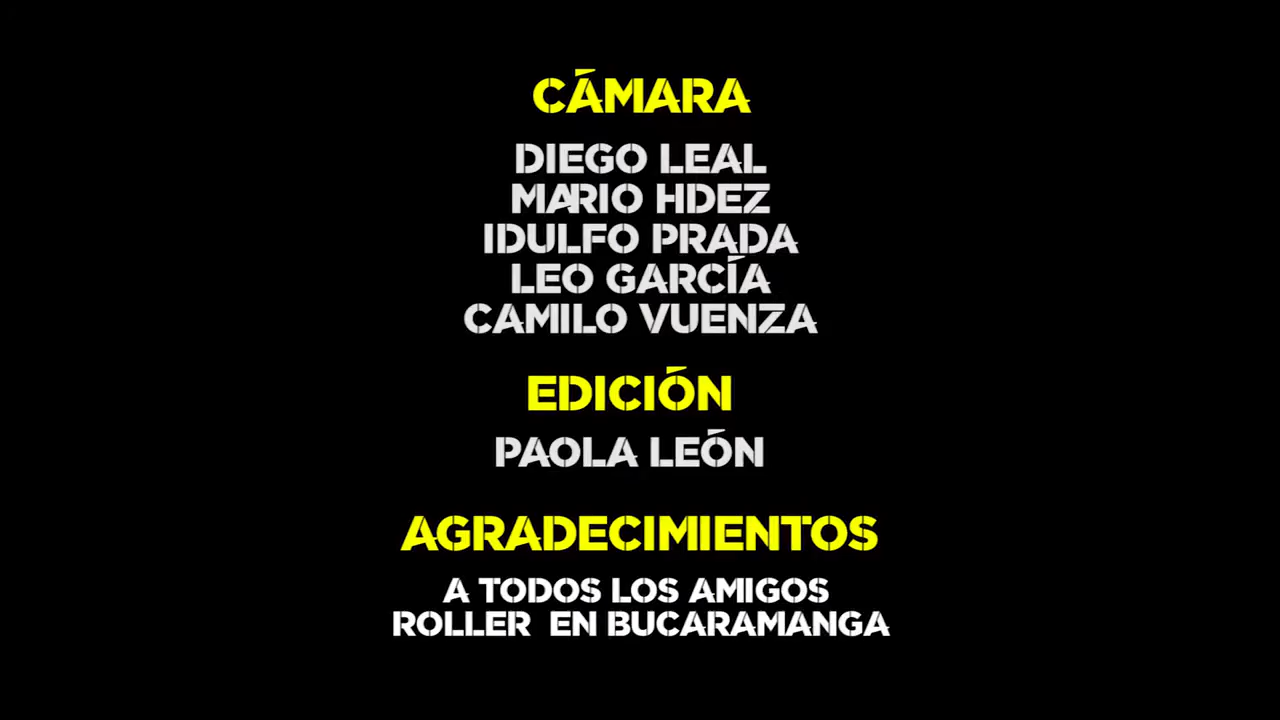 CÁMARA
DIEGO LEAL
MARIO HDEZ
IDULFO PRADA
LEO GARCÍA
CAMILO VUENZA
EDICIÓN
PAOLA LEÓN
AGRADECIMIENTOS
A TODOS LOS AMIGOS
ROLLER EN BUCARAMANGA